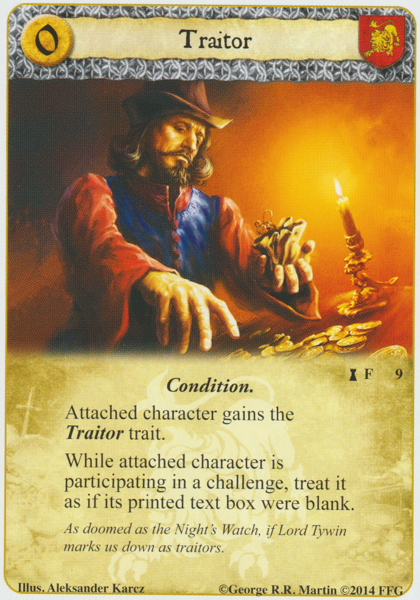 0
Traitor
F 9
Condition.
Attached character gains the
Traitor trait.
While attached character is
participating in a challenge, treat it
as if its printed text box were blank.
As doomed as the Night's Watch, if Lord Tywin
marks us down as traitors.
Illus. Aleksander Karcz ©George R.R. Martin ©2014 FFG